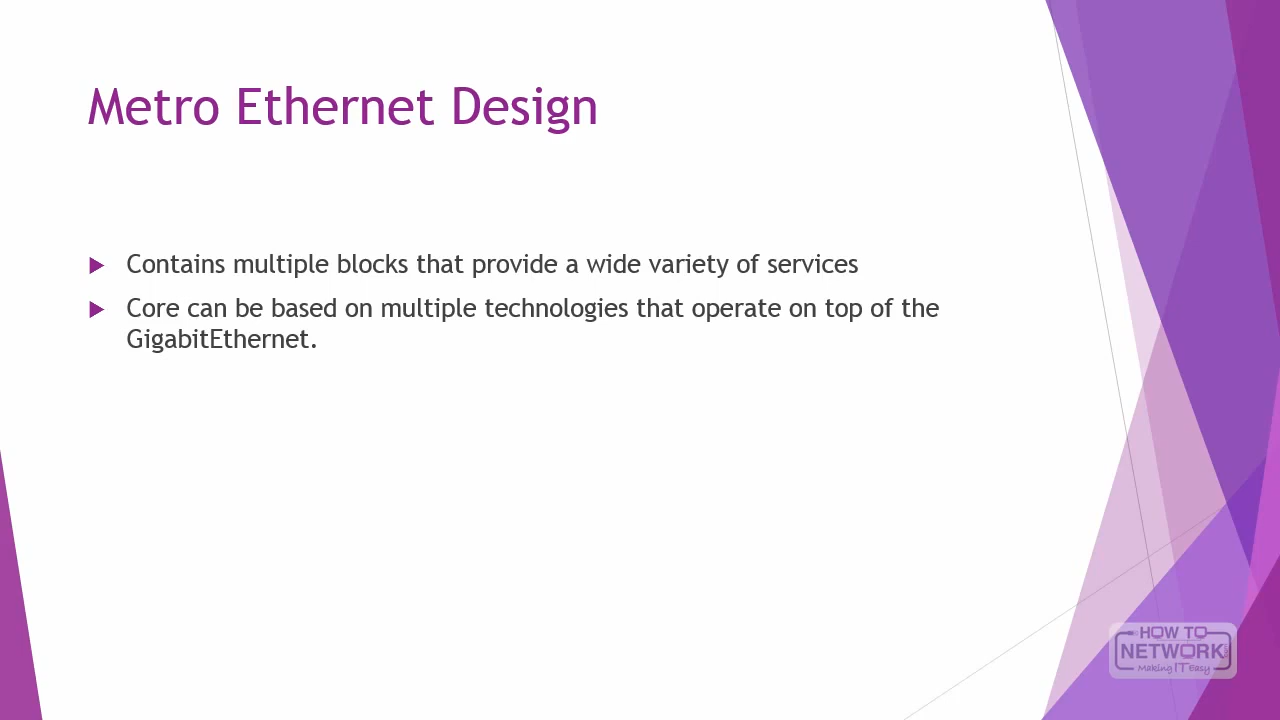 Metro Ethernet Design
Contains multiple blocks that provide a wide variety of services
Core can be based on multiple technologies that operate on top of the
GigabitEthernet.
HOW TO
NETWORK
Making IT Easy